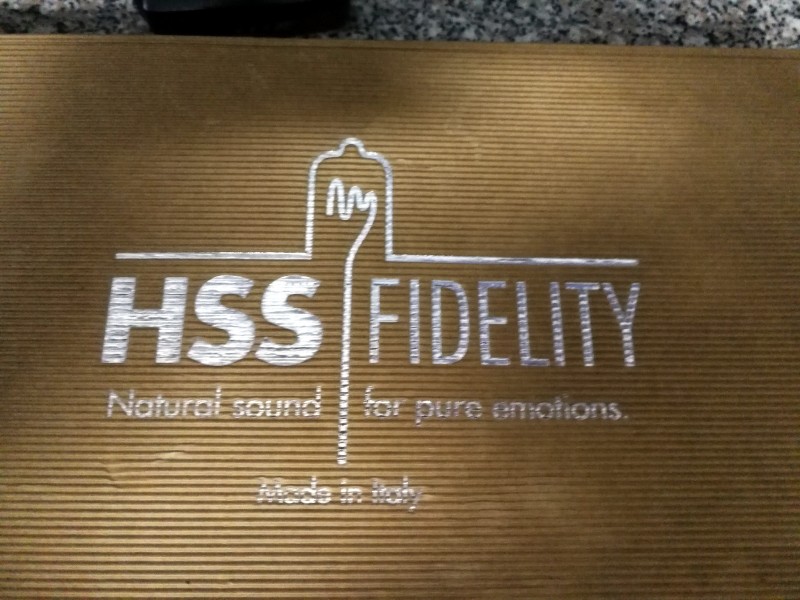 HSS FIDELITY
Natural sound for pure emotions.
Made in Italy